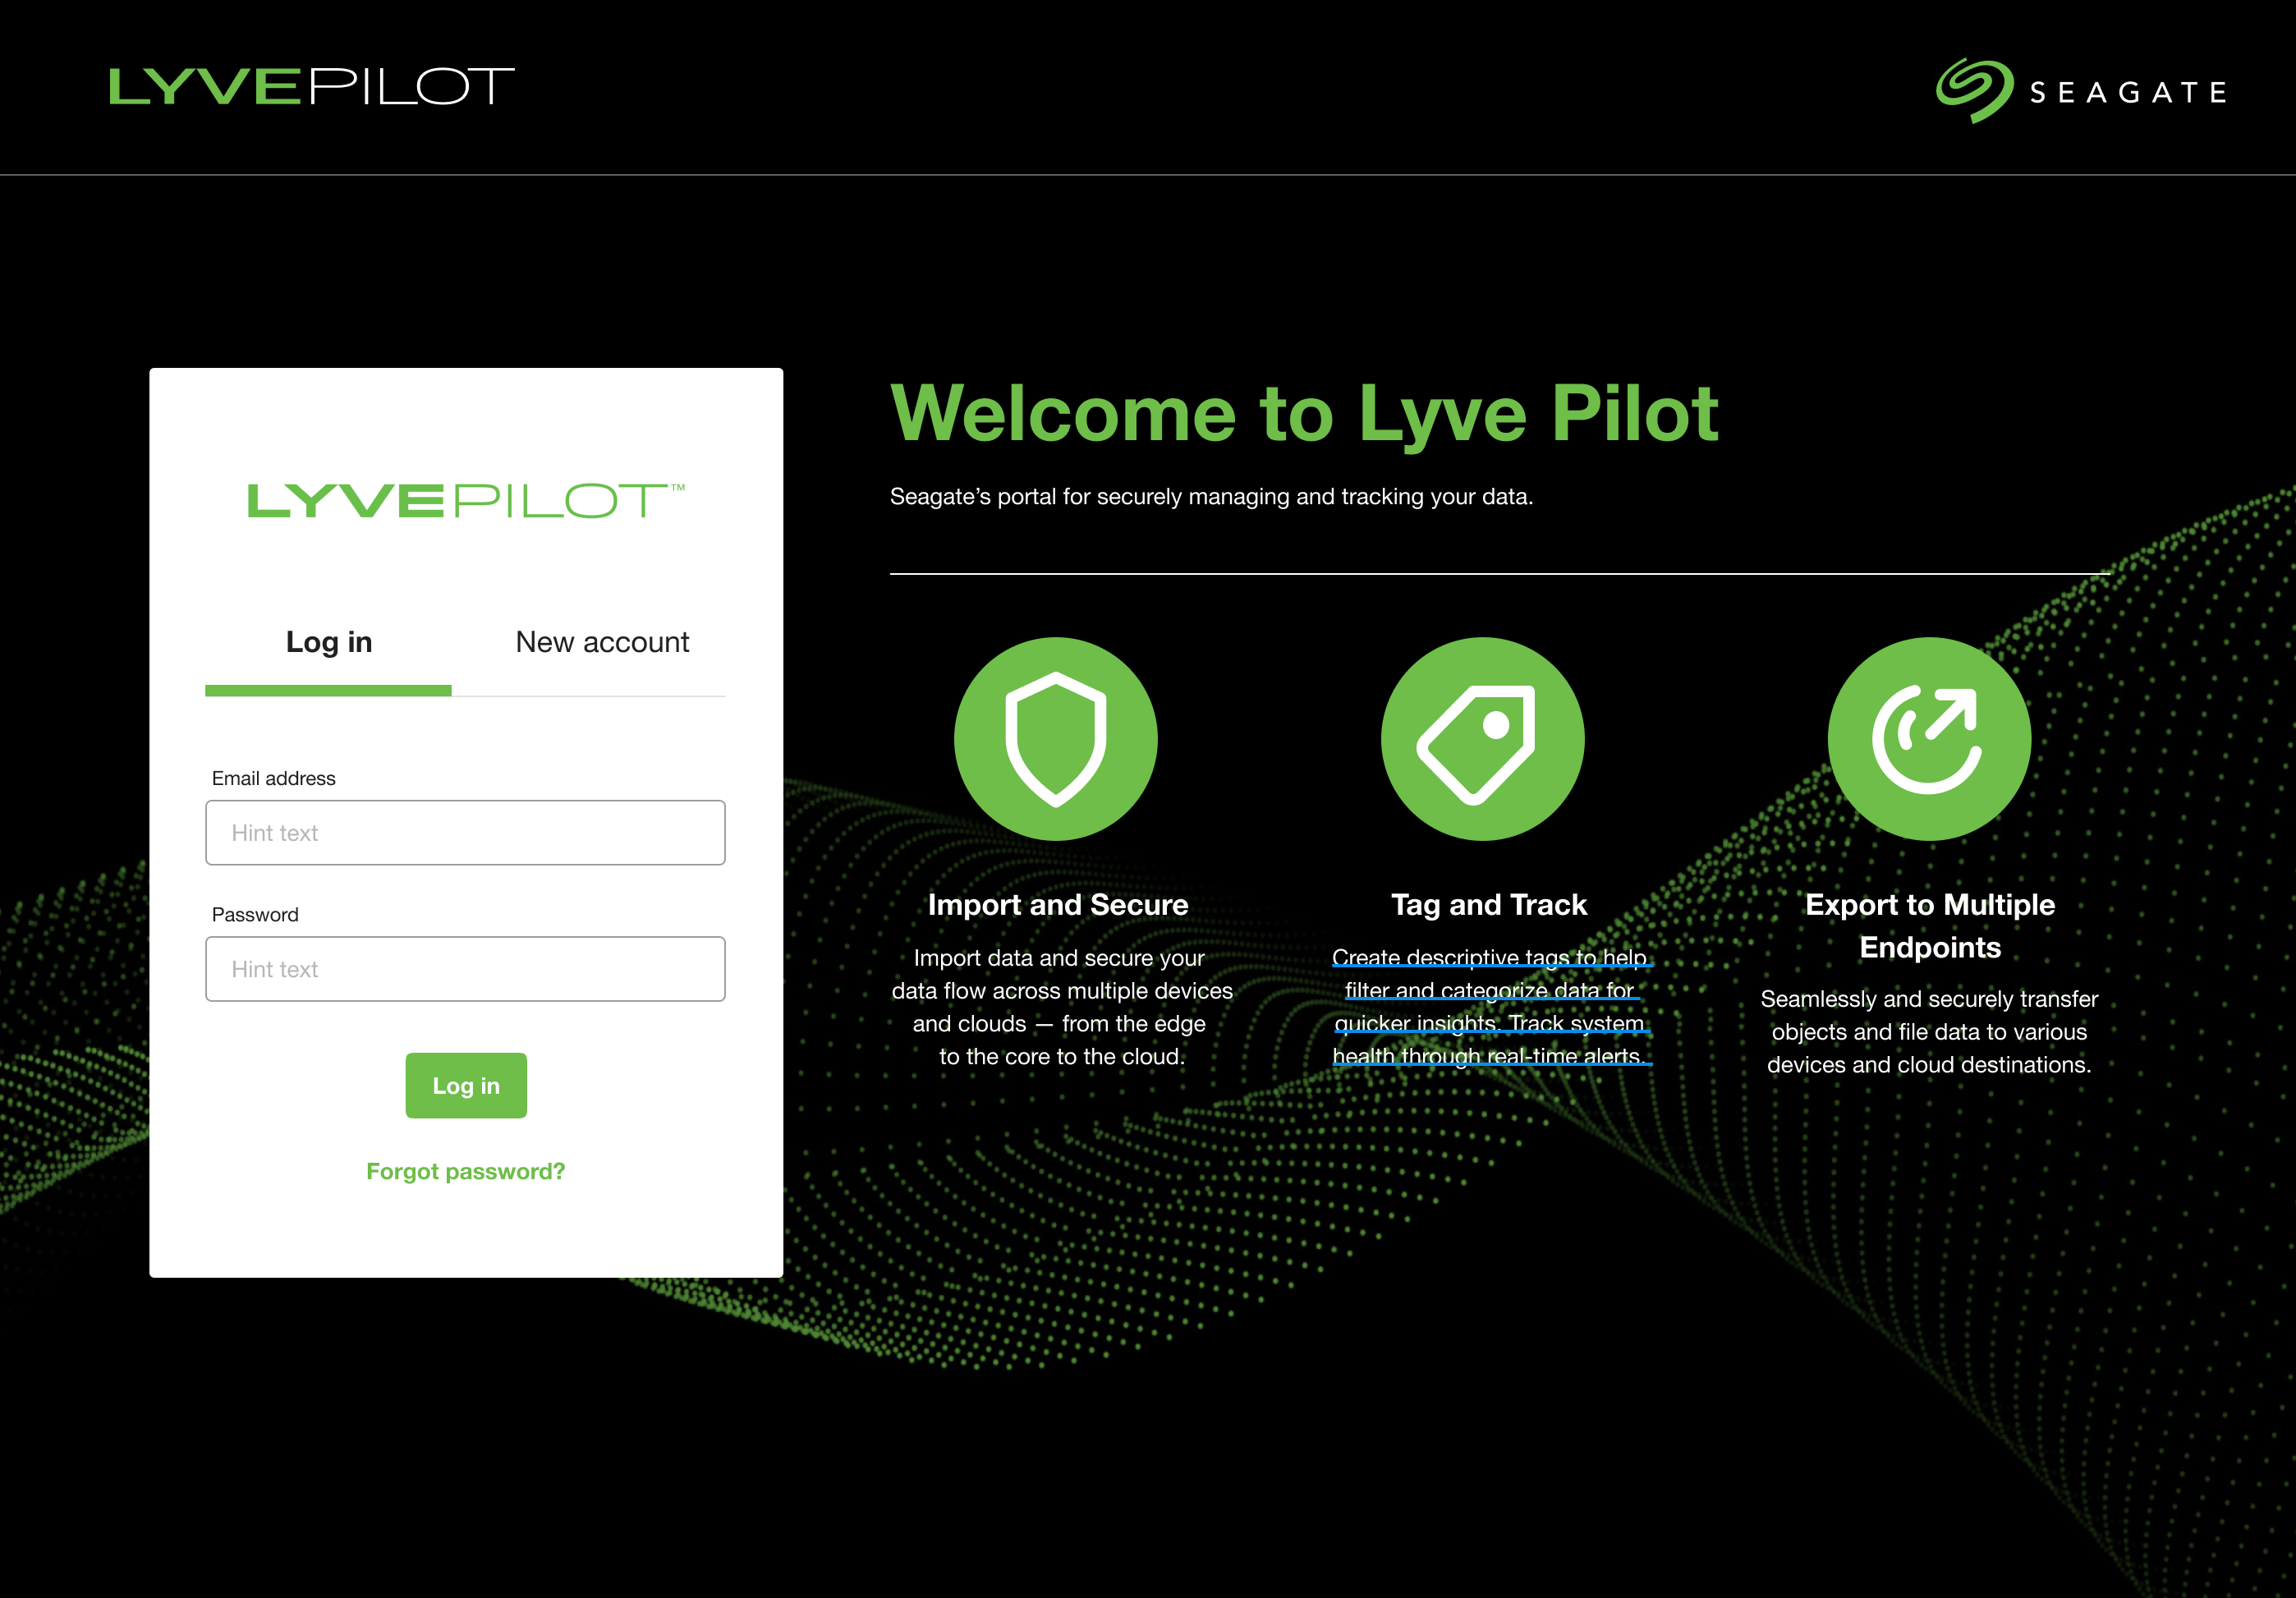 LYVEPILOT
SEAGATE
LYVEPILOT™
Log in
New account
Email address
Hint text
Password
Hint text
Log in
Forgot password?
Welcome to Lyve Pilot
Seagate’s portal for securely managing and tracking your data.
Import and Secure
Import data and secure your
data flow across multiple devices
and clouds — from the edge
to the core to the cloud.
Tag and Track
Create descriptive tags to help
filter and categorize data for
quicker insights. Track system
health through real-time alerts.
Export to Multiple
Endpoints
Seamlessly and securely transfer
objects and file data to various
devices and cloud destinations.